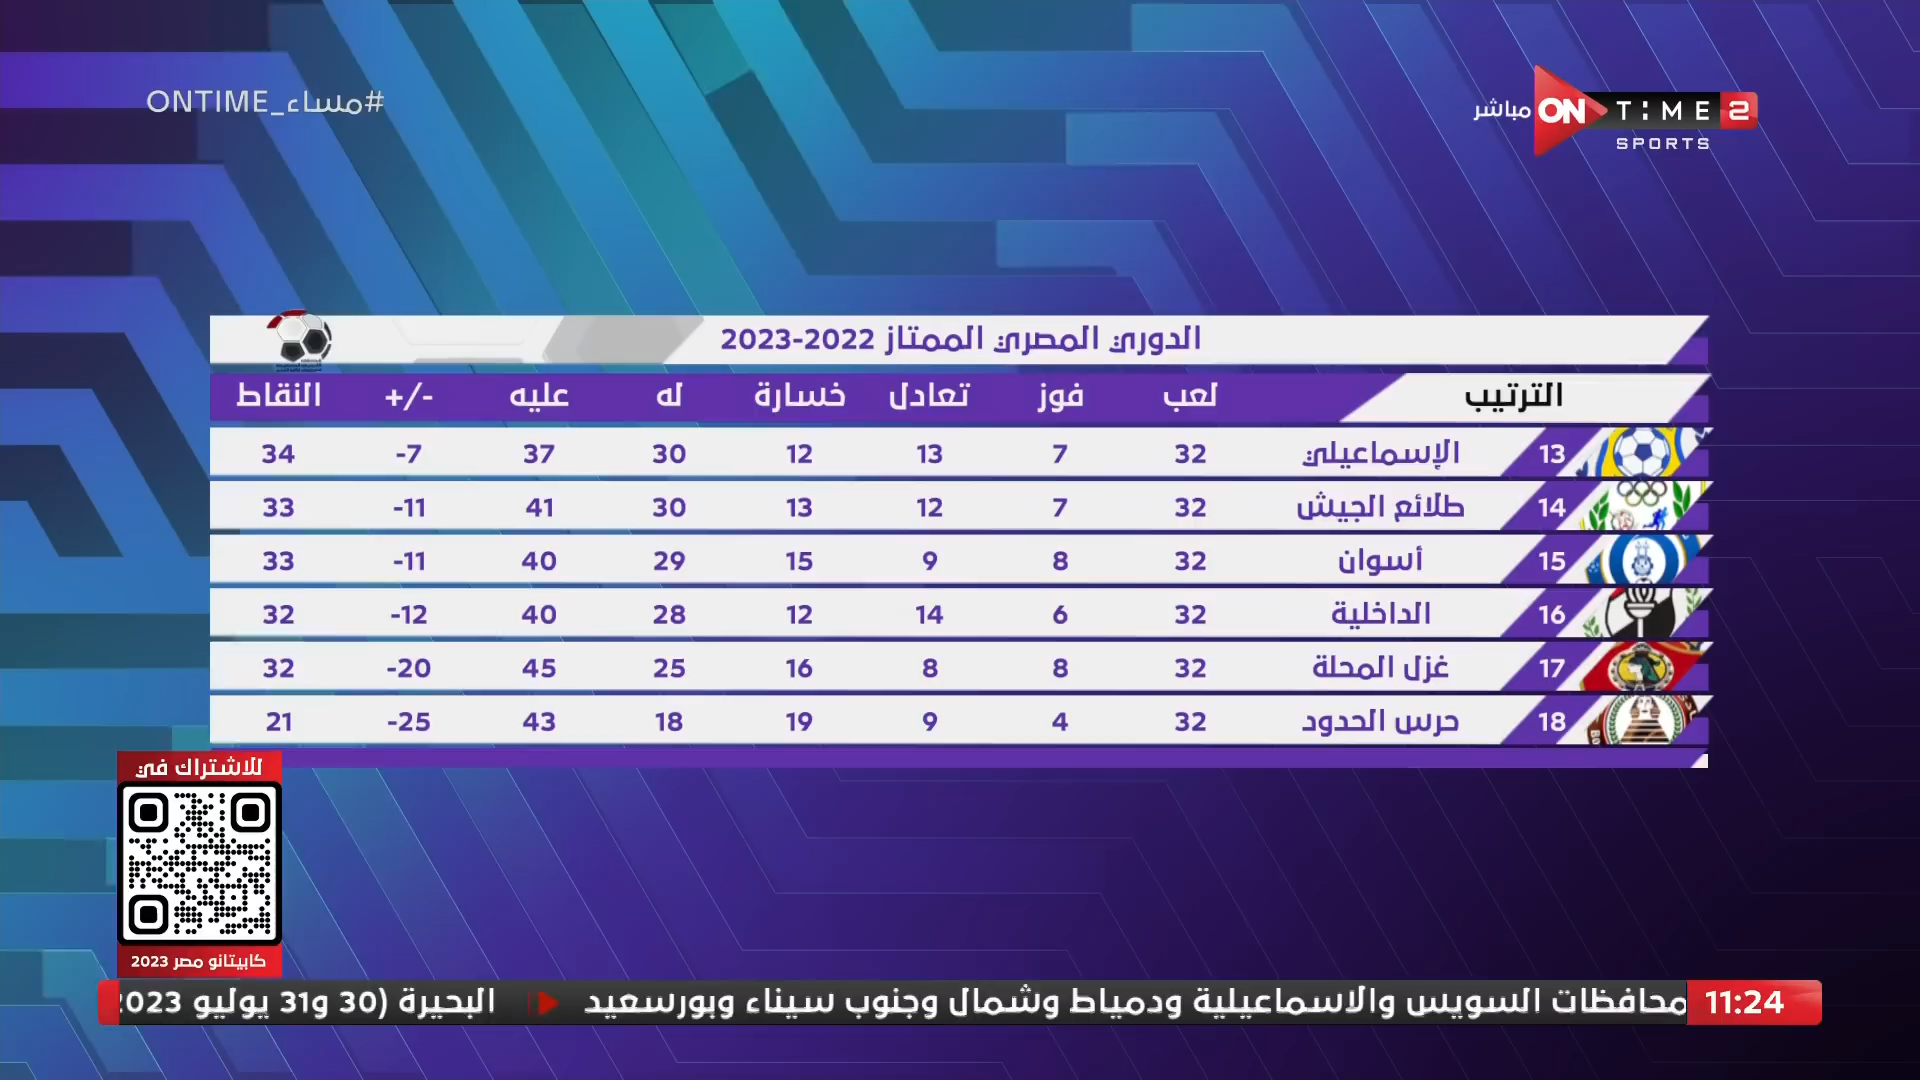 #مساء_ONTIME
مباشر ON TIME 2
SPORTS
الدوري المصري الممتاز 2022-2023
الترتيب لعب فوز تعادل خسارة له عليه +/- النقاط
13 الإسماعيلي 32 7 13 12 30 37 -7 34
14 طلائع الجيش 32 7 12 13 30 41 -11 33
15 أسوان 32 8 9 15 29 40 -11 33
16 الداخلية 32 6 14 12 28 40 -12 32
17 غزل المحلة 32 8 8 16 25 45 -20 32
18 حرس الحدود 32 4 9 19 18 43 -25 21
للاشتراك في
كابيتانو مصر 2023
11:24 محافظات السويس والاسماعيلية ودمياط وشمال وجنوب سيناء وبورسعيد البحيرة (30 و31 يوليو 2023